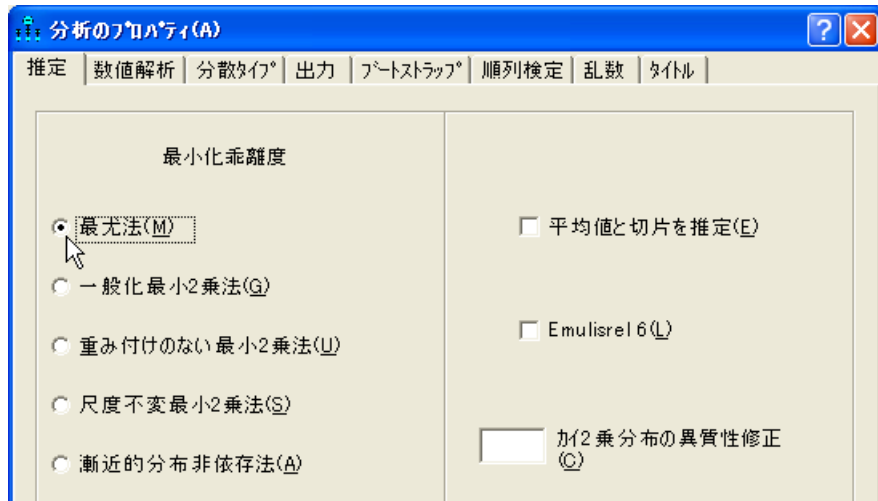 分析のﾌﾟﾛﾊﾟﾃｨ(A)
推定 数値解析 分散ﾀｲﾌﾟ 出力 ﾌﾞｰﾄｽﾄﾗｯﾌﾟ 順列検定 乱数 ﾀｲﾄﾙ
最小化乖離度
最尤法(M)
一般化最小2乗法(G)
重み付けのない最小2乗法(U)
尺度不変最小2乗法(S)
漸近的分布非依存法(A)
平均値と切片を推定(E)
Emulisrel 6(L)
ｶｲ2乗分布の異質性修正
(C)